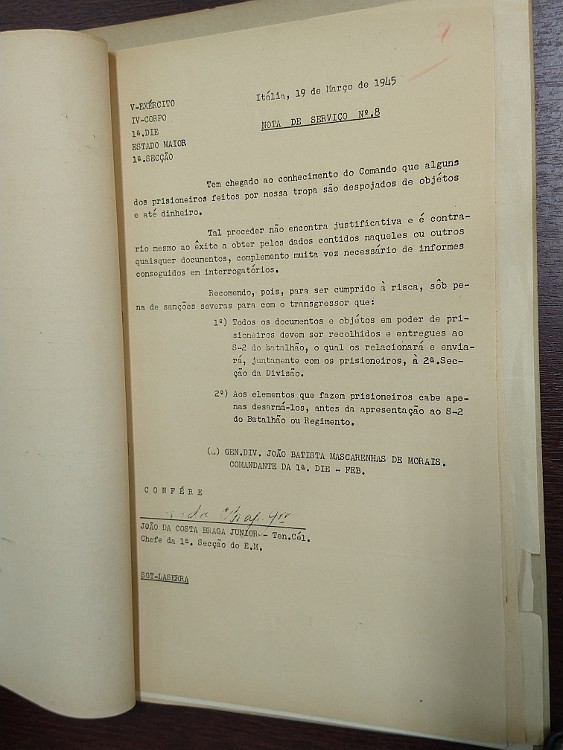 Itália, 19 de Março de 1945
V-EXÉRCITO
IV-CORPO
1ª.DIE
ESTADO MAIOR
1ª.SECÇÃO
NOTA DE SERVIÇO Nº.8
Tem chegado ao conhecimento do Comando que alguns
dos prisioneiros feitos por nossa tropa são despojados de objétos
e até dinheiro.
Tal proceder não encontra justificativa e é contra-
rio mesmo ao êxito a obter pelos dados contidos naqueles ou outros
quaisquer documentos, complemento muita vez necessário de informes
conseguidos em interrogatórios.
Recomendo, pois, para ser cumprido à risca, sôb pe-
na de sanções severas para com o transgressor que:
1º) Todos os documentos e objétos em poder de pri-
sioneiros devem ser recolhidos e entregues ao
S-2 do batalhão, o qual os relacionará e envia-
rá, juntamente com os prisioneiros, à 2ª.Sec-
ção da Divisão.
2º) Aos elementos que fazem prisioneiros cabe ape-
nas desarmá-los, antes da apresentação ao S-2
do Batalhão ou Regimento.
(..) GEN.DIV. JOÃO BATISTA MASCARENHAS DE MORAIS.
COMANDANTE DA 1ª. DIE - FEB.
C O N F É R E
JOÃO DA COSTA BRAGA JUNIOR-- Ten.Cél.
Chefe da 1ª. Secção do E.M.
SGT-LASERRA